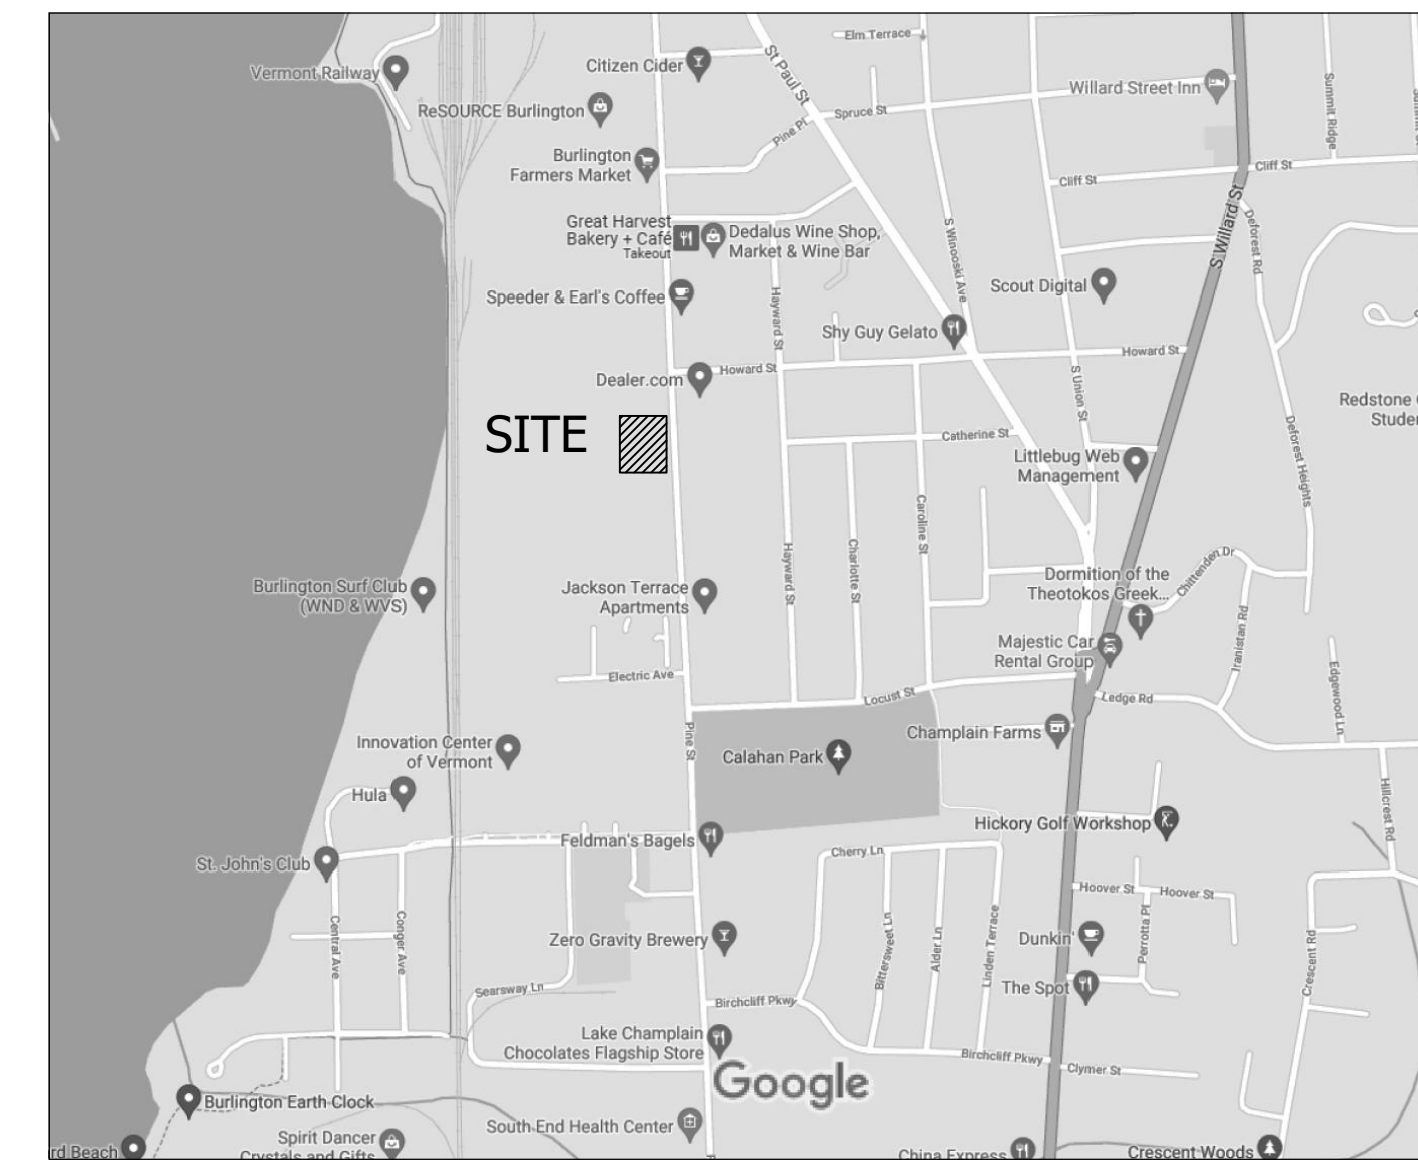 Elm Terrace
St Paul St
Citizen Cider
Vermont Railway
Willard Street Inn
Summit Ridge
ReSOURCE Burlington
Spruce St
Pine Pl
Burlington
Farmers Market
Cliff St
Cliff St
Great Harvest
Bakery + Café
Takeout
Dedalus Wine Shop,
Market & Wine Bar
S Winooski Ave
S Willard St
Deforest Rd
Speeder & Earl's Coffee
Hayward St
Scout Digital
Shy Guy Gelato
Howard St
Howard St
Dealer.com
S Union St
Redstone
SITE
Catherine St
Deforest Heights
Littlebug Web
Management
Caroline St
Hayward St
Charlotte St
Burlington Surf Club
(WND & WVS)
Jackson Terrace
Apartments
Dormition of the
Theotokos Greek...
Chittenden Dr
Iranistan Rd
Majestic Car
Rental Group
Edgewood Ln
Electric Ave
Locust St
Ledge Rd
Pine St
Champlain Farms
Innovation Center
of Vermont
Calahan Park
Hula
Hillcrest Rd
Hickory Golf Workshop
Feldman's Bagels
St. John's Club
Cherry Ln
Hoover St
Hoover St
Central Ave
Conger Ave
Zero Gravity Brewery
Bittersweet Ln
Alder Ln
Linden Terrace
Dunkin'
Perrotta Pl
Crescent Rd
Searsway Ln
The Spot
Birchcliff Pkwy
Lake Champlain
Chocolates Flagship Store
Birchcliff Pkwy
Clymer St
Google
Burlington Earth Clock
South End Health Center
Spirit Dancer
Crystals and Gifts
rd Beach
China Express
Crescent Woods